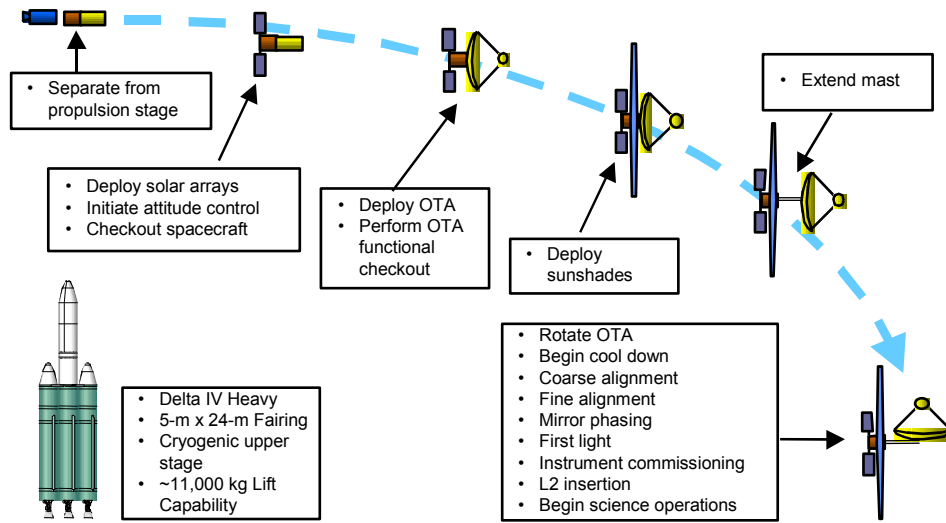 • Separate from
propulsion stage
• Deploy solar arrays
• Initiate attitude control
• Checkout spacecraft
• Deploy OTA
• Perform OTA
functional
checkout
• Deploy
sunshades
• Extend mast
• Delta IV Heavy
• 5-m x 24-m Fairing
• Cryogenic upper
stage
• ~11,000 kg Lift
Capability
• Rotate OTA
• Begin cool down
• Coarse alignment
• Fine alignment
• Mirror phasing
• First light
• Instrument commissioning
• L2 insertion
• Begin science operations